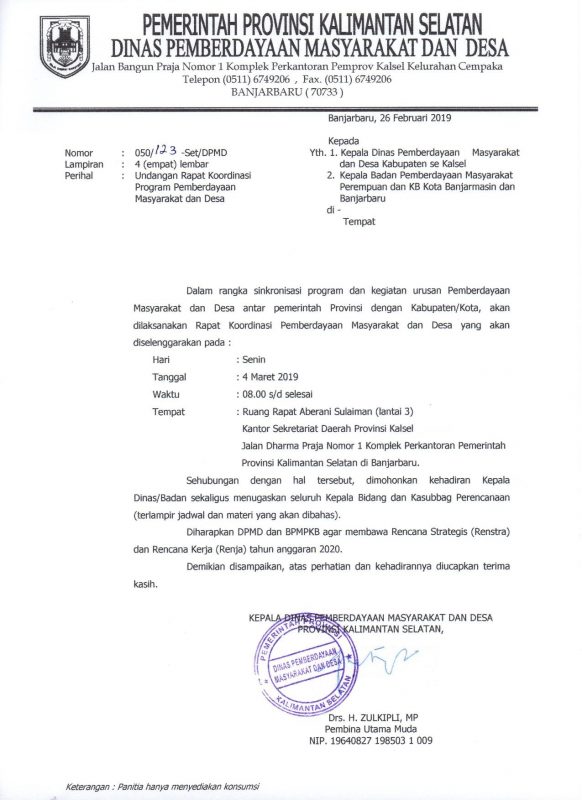 PEMERINTAH PROVINSI KALIMANTAN SELATAN
DINAS PEMBERDAYAAN MASYARAKAT DAN DESA
Jalan Bangun Praja Nomor 1 Komplek Perkantoran Pemprov Kalsel Kelurahan Cempaka
Telepon (0511) 6749206 , Fax. (0511) 6749206
BANJARBARU ( 70733 )
Banjarbaru, 26 Februari 2019
Kepada
Nomor : 050/123-Set/DPMD
Lampiran : 4 (empat) lembar
Perihal : Undangan Rapat Koordinasi
Program Pemberdayaan
Masyarakat dan Desa
Yth. 1. Kepala Dinas Pemberdayaan Masyarakat
dan Desa Kabupaten se Kalsel
2. Kepala Badan Pemberdayaan Masyarakat
Perempuan dan KB Kota Banjarmasin dan
Banjarbaru
di -
Tempat
Dalam rangka sinkronisasi program dan kegiatan urusan Pemberdayaan
Masyarakat dan Desa antar pemerintah Provinsi dengan Kabupaten/Kota, akan
dilaksanakan Rapat Koordinasi Pemberdayaan Masyarakat dan Desa yang akan
diselenggarakan pada :
Hari : Senin
Tanggal : 4 Maret 2019
Waktu : 08.00 s/d selesai
Tempat : Ruang Rapat Aberani Sulaiman (lantai 3)
Kantor Sekretariat Daerah Provinsi Kalsel
Jalan Dharma Praja Nomor 1 Komplek Perkantoran Pemerintah
Provinsi Kalimantan Selatan di Banjarbaru.
Sehubungan dengan hal tersebut, dimohonkan kehadiran Kepala
Dinas/Badan sekaligus menugaskan seluruh Kepala Bidang dan Kasubbag Perencanaan
(terlampir jadwal dan materi yang akan dibahas).
Diharapkan DPMD dan BPMPKB agar membawa Rencana Strategis (Renstra)
dan Rencana Kerja (Renja) tahun anggaran 2020.
Demikian disampaikan, atas perhatian dan kehadirannya diucapkan terima
kasih.
KEPALA DINAS PEMBERDAYAAN MASYARAKAT DAN DESA
PROVINSI KALIMANTAN SELATAN,
PEMERINTAH PROVINSI
DINAS PEMBERDAYAAN
MASYARAKAT DAN DESA
KALIMANTAN SELATAN
Drs. H. ZULKIPLI, MP
Pembina Utama Muda
NIP. 19640827 198503 1 009
Keterangan : Panitia hanya menyediakan konsumsi